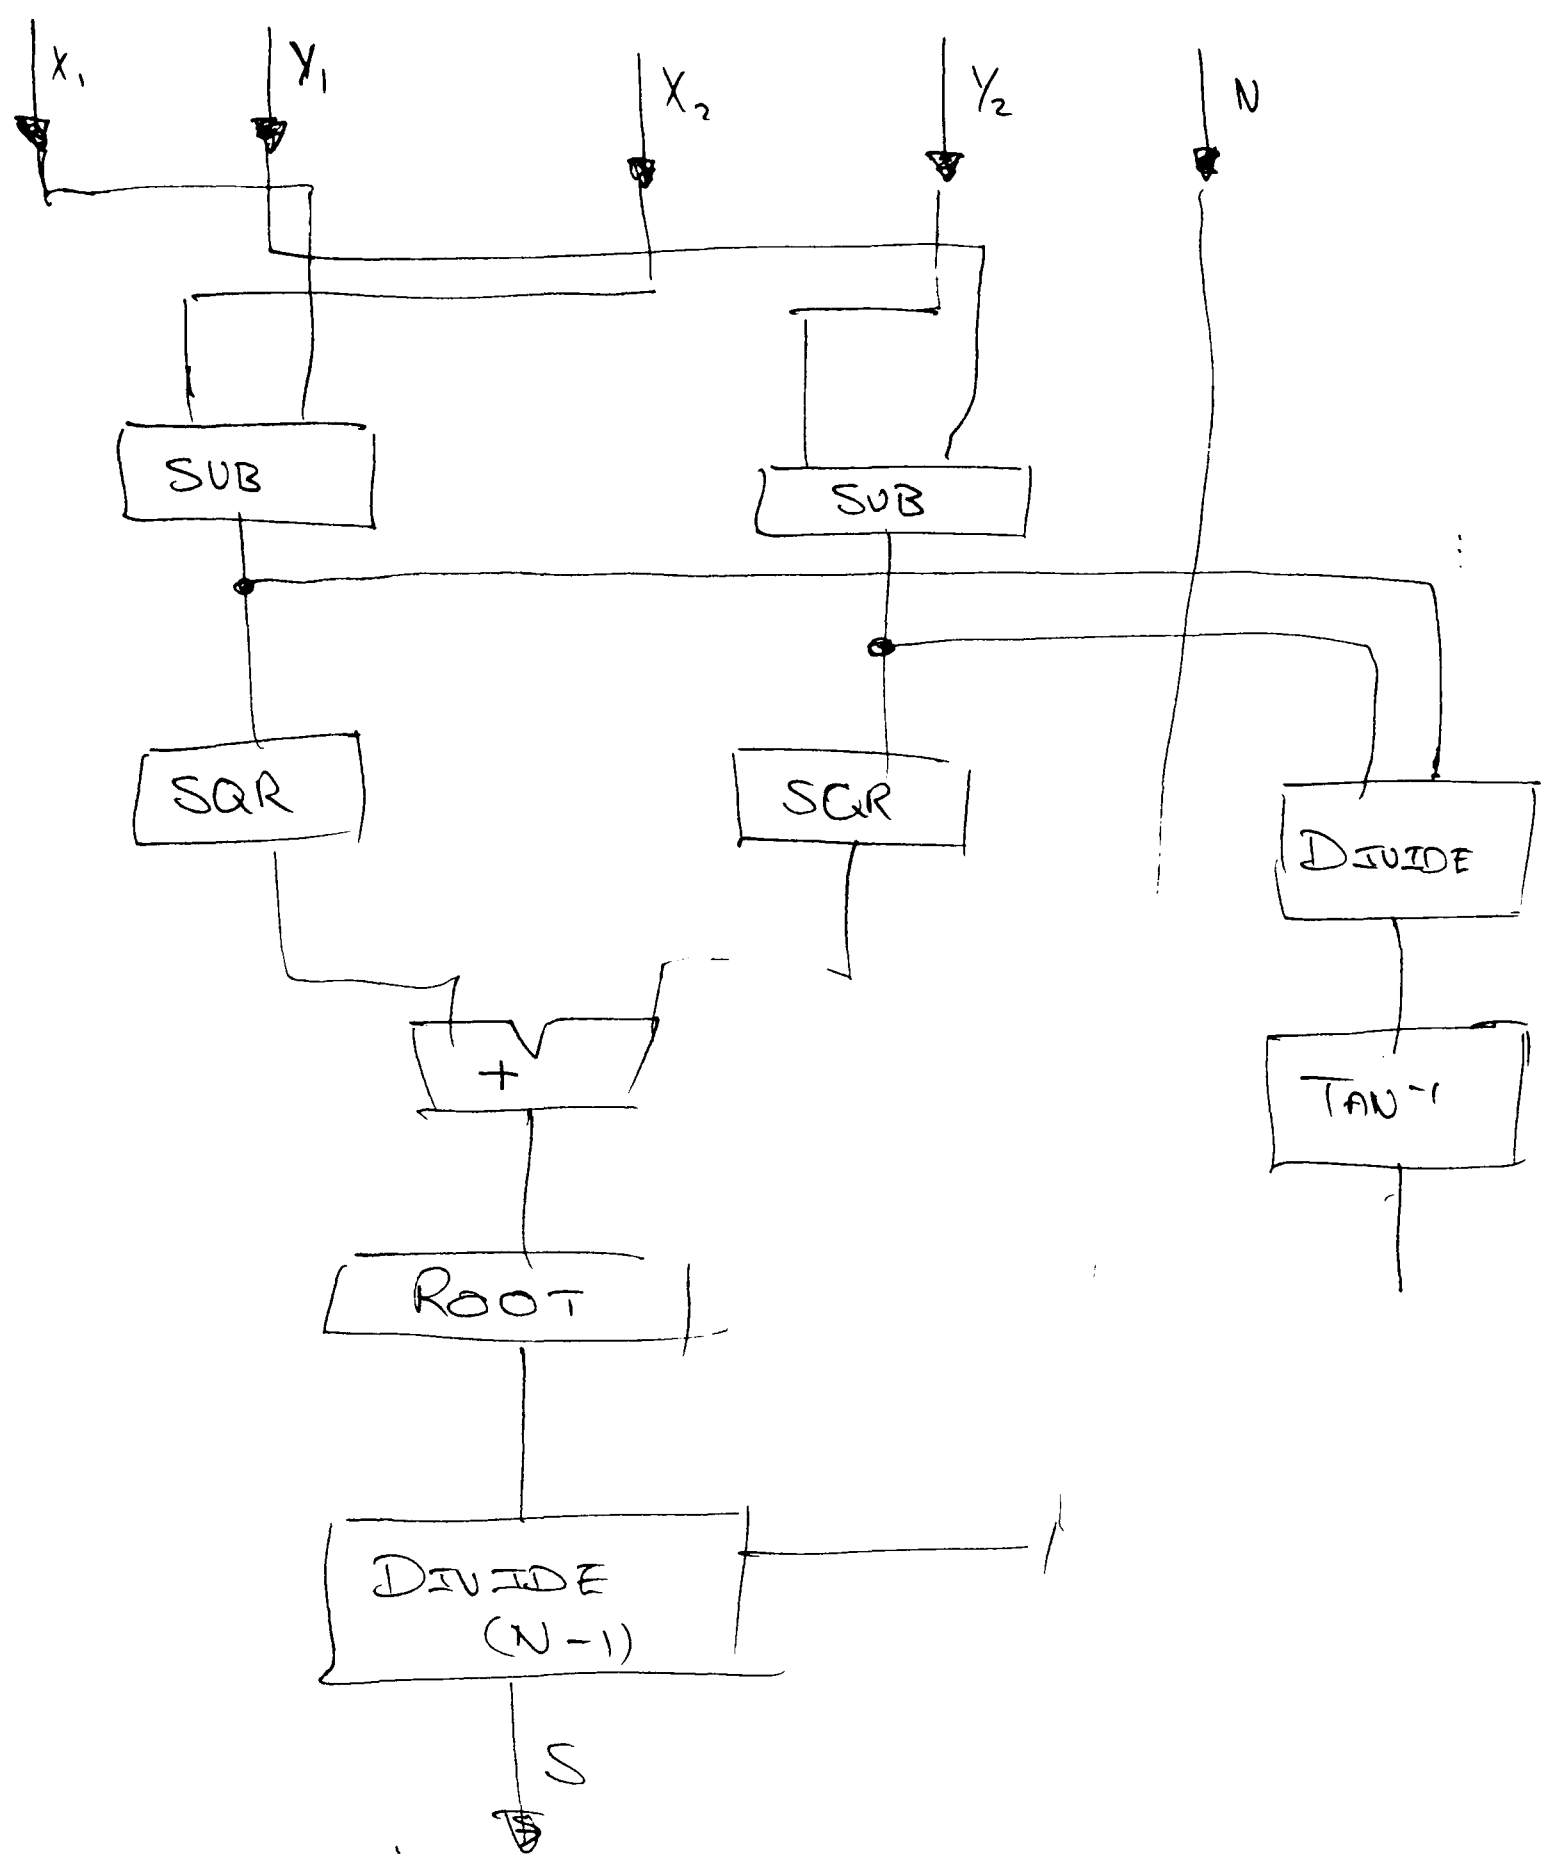 X₁ Y₁ X₂ Y₂ N
SUB SUB
SQR SQR
DIVIDE
+
TAN⁻¹
ROOT
DIVIDE
(N-1)
S